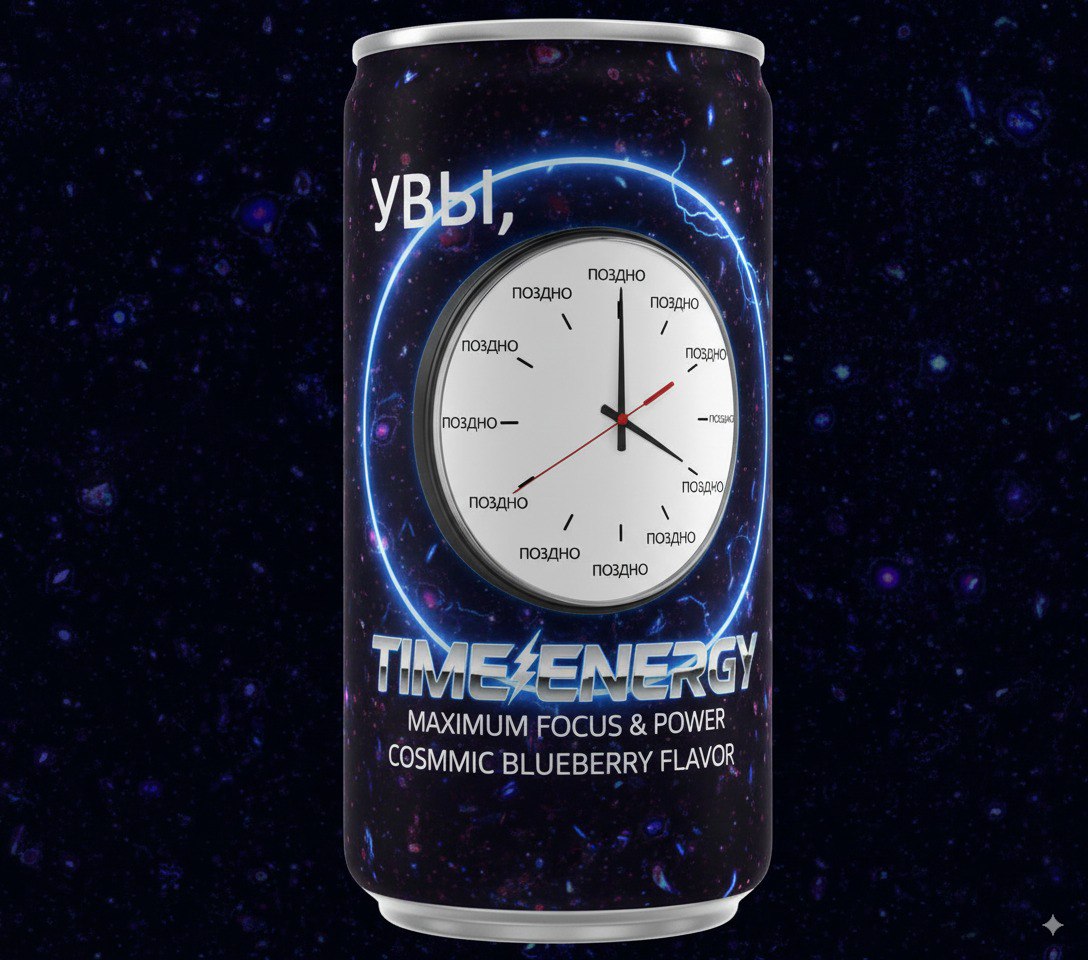 УВЫ,
ПОЗДНО
ПОЗДНО
ПОЗДНО
ПОЗДНО
ПОЗДНО
ПОЗДНО
ПОЗДНО
ПОЗДНО
ПОЗДНО
ПОЗДНО
ПОЗДНО
ПОЗДНО
TIME ENERGY
MAXIMUM FOCUS & POWER
COSMMIC BLUEBERRY FLAVOR